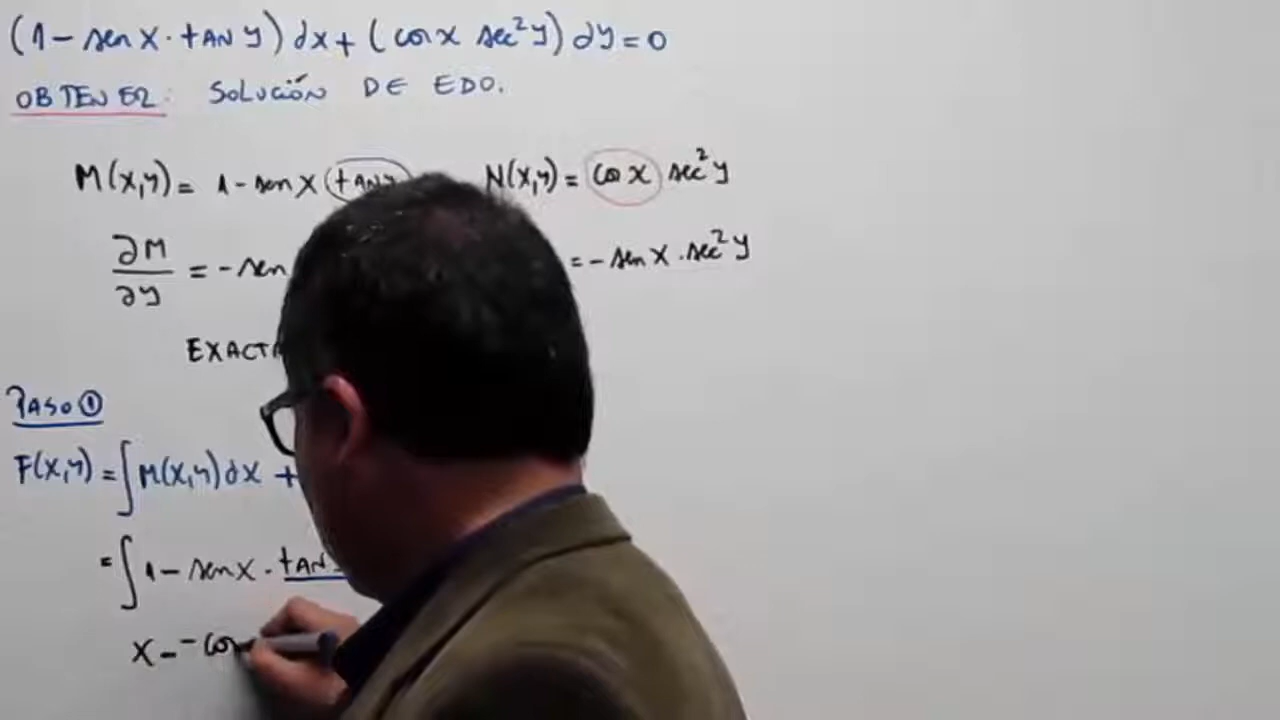 (1 - sen x · tAN y) dx + (cos x sec² y) dy = 0
OBTENER: SOLUCIÓN DE EDO.
M(x,y) = 1 - sen x tAN y N(x,y) = cos x sec² y
∂M/∂y = - sen = - sen x . sec² y
EXACTA
PASO ①
F(x,y) = ∫ M(x,y) dx +
= ∫ 1 - sen x · tAN
x - - cos